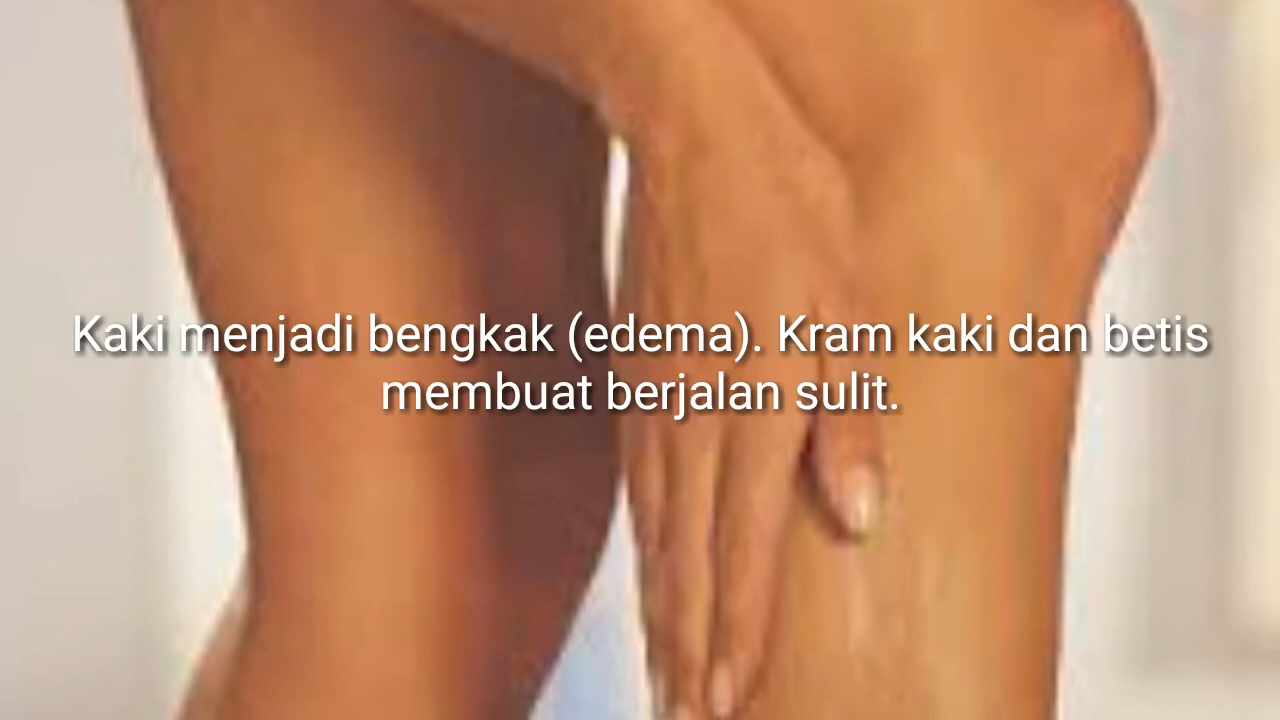 Kaki menjadi bengkak (edema). Kram kaki dan betis
membuat berjalan sulit.